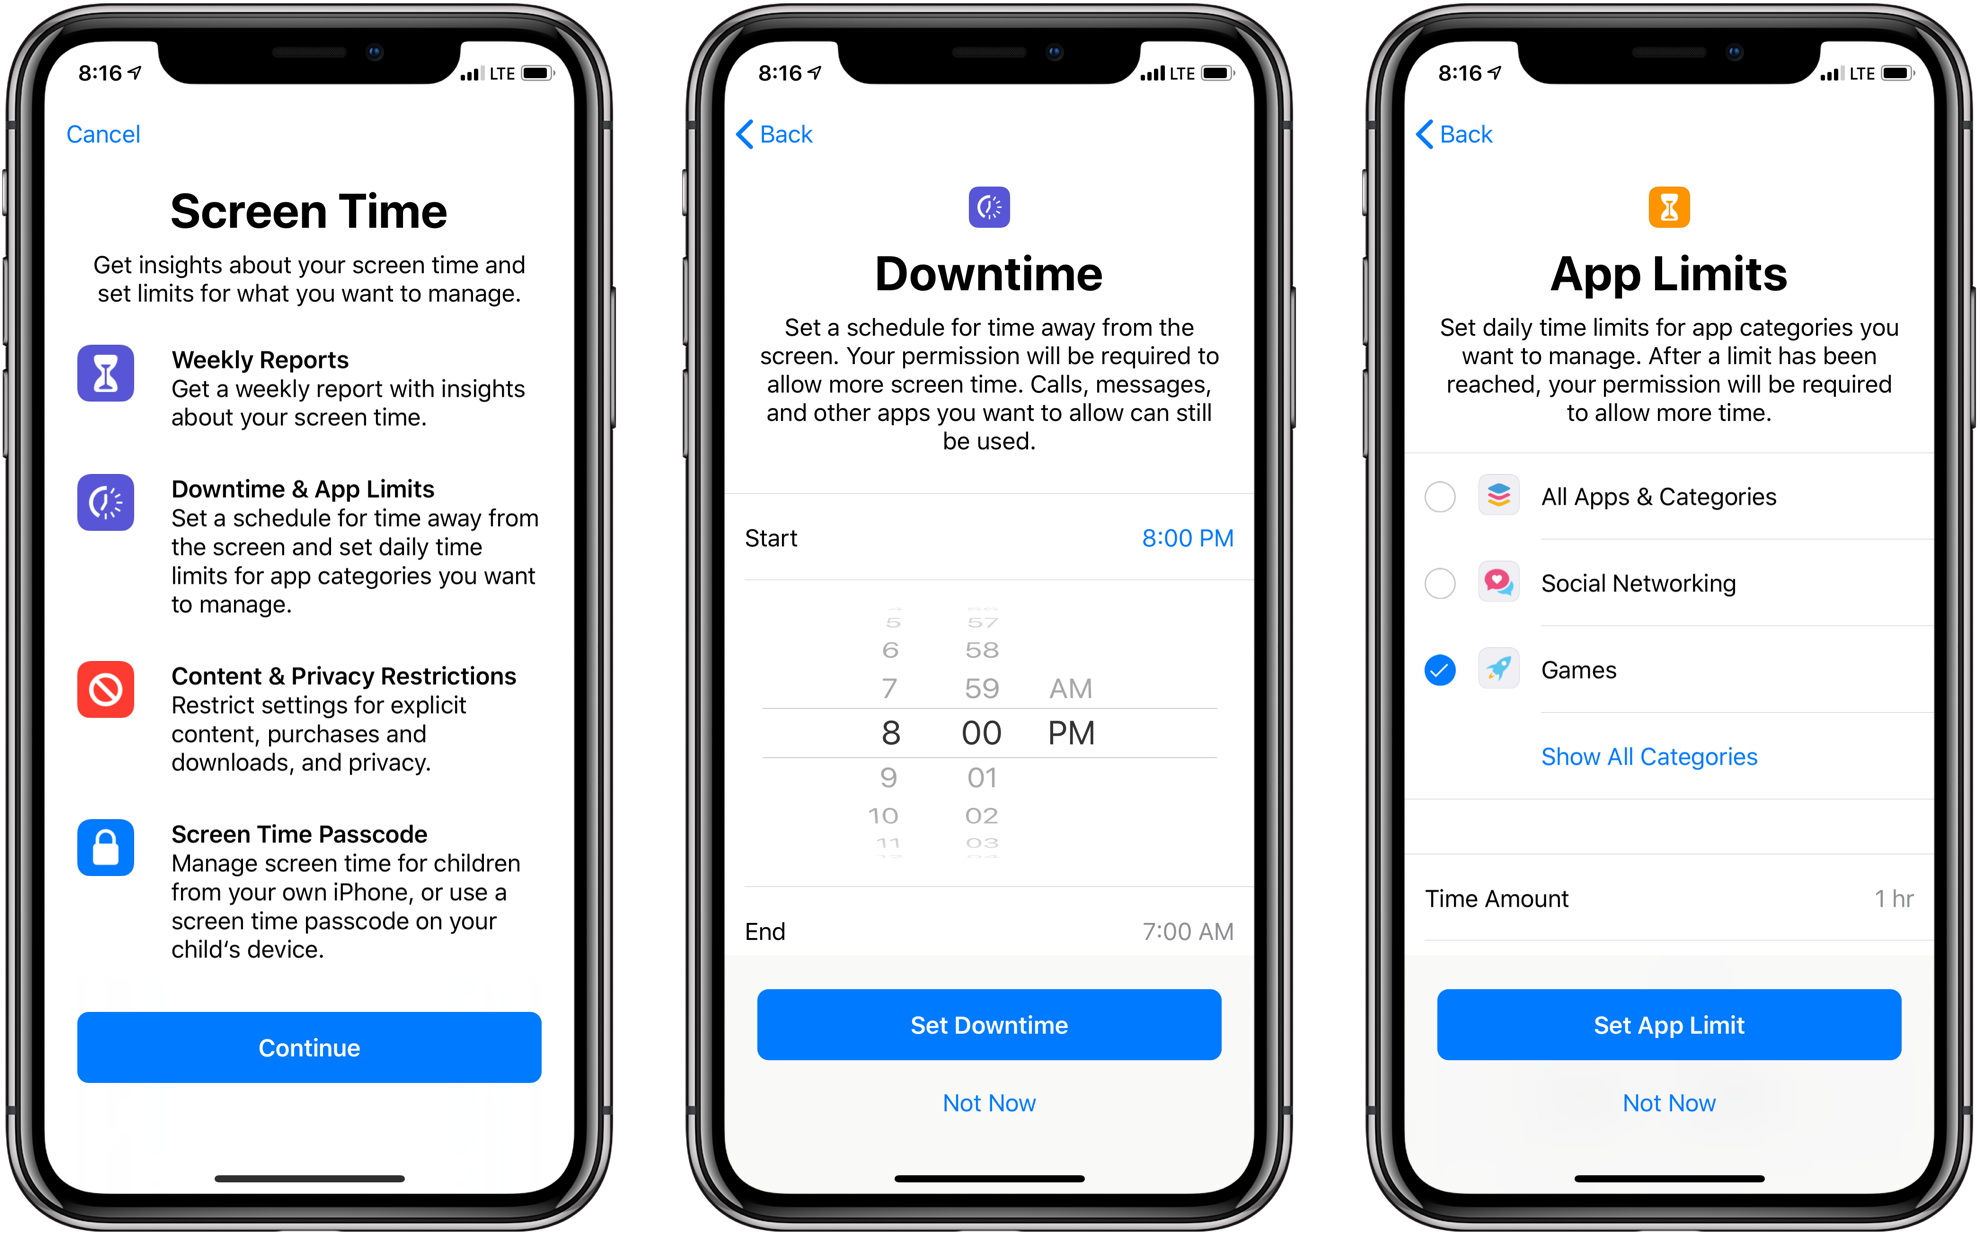 8:16
LTE
Cancel
Screen Time
Get insights about your screen time and
set limits for what you want to manage.
Weekly Reports
Get a weekly report with insights
about your screen time.
Downtime & App Limits
Set a schedule for time away from
the screen and set daily time
limits for app categories you want
to manage.
Content & Privacy Restrictions
Restrict settings for explicit
content, purchases and
downloads, and privacy.
Screen Time Passcode
Manage screen time for children
from your own iPhone, or use a
screen time passcode on your
child‘s device.
Continue
8:16
LTE
Back
Downtime
Set a schedule for time away from the
screen. Your permission will be required to
allow more screen time. Calls, messages,
and other apps you want to allow can still
be used.
Start 8:00 PM
5 57
6 58
7 59 AM
8 00 PM
9 01
10 02
11 03
End 7:00 AM
Set Downtime
Not Now
8:16
LTE
Back
App Limits
Set daily time limits for app categories you
want to manage. After a limit has been
reached, your permission will be required
to allow more time.
All Apps & Categories
Social Networking
Games
Show All Categories
Time Amount 1 hr
Set App Limit
Not Now